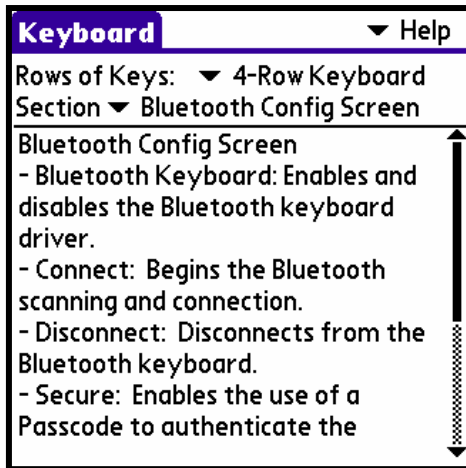 Keyboard Help
Rows of Keys: 4-Row Keyboard
Section Bluetooth Config Screen
Bluetooth Config Screen
- Bluetooth Keyboard: Enables and
disables the Bluetooth keyboard
driver.
- Connect: Begins the Bluetooth
scanning and connection.
- Disconnect: Disconnects from the
Bluetooth keyboard.
- Secure: Enables the use of a
Passcode to authenticate the